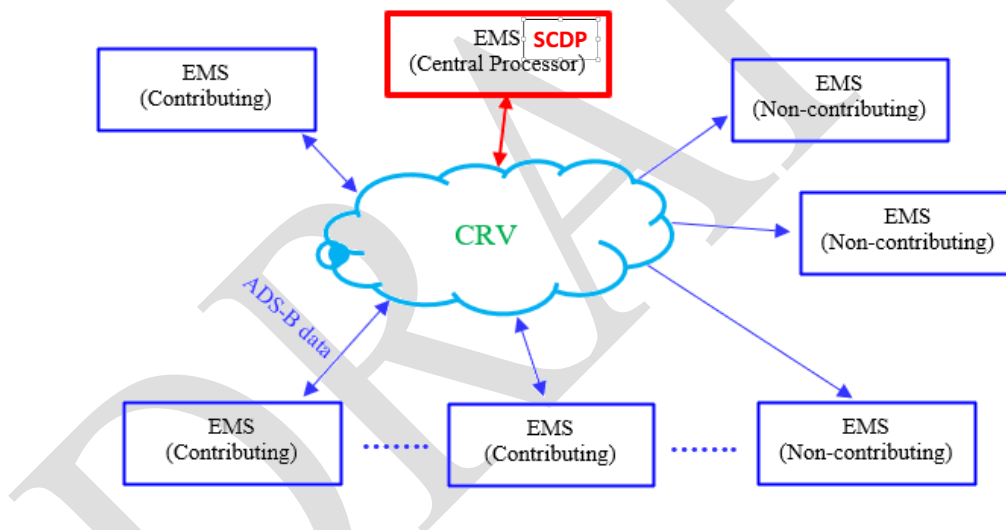 EMS SCDP
(Central Processor)
EMS
(Contributing)
EMS
(Non-contributing)
EMS
(Non-contributing)
CRV
ADS-B data
EMS
(Contributing)
EMS
(Contributing)
EMS
(Non-contributing)
DRAF